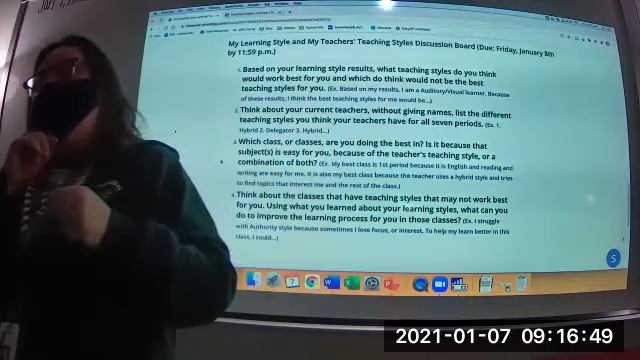 My Learning Style and My Teachers' Teaching Styles Discussion Board (Due: Friday, January 8th
by 11:59 p.m.)
1. Based on your learning style results, what teaching styles do you think
would work best for you and which do think would not be the best
teaching styles for you. (Ex. Based on my results, I am a Auditory/Visual learner. Because
of these results, I think the best teaching styles for me would be...)
2. Think about your current teachers, without giving names, list the different
teaching styles you think your teachers have for all seven periods. (Ex. 1.
Hybrid 2. Delegator 3. Hybrid...)
3. Which class, or classes, are you doing the best in? Is it because that
subject(s) is easy for you, because of the teacher's teaching style, or a
combination of both? (Ex. My best class is 1st period because it is English and reading and
writing are easy for me. It is also my best class because the teacher uses a hybrid style and tries
to find topics that interest me and the rest of the class.)
4. Think about the classes that have teaching styles that may not work best
for you. Using what you learned about your learning styles, what can you
do to improve the learning process for you in those classes? (Ex. I struggle
with Authority style because sometimes I lose focus, or interest. To help my learn better in this
class, I could...)
S
7
2021-01-07 09:16:49